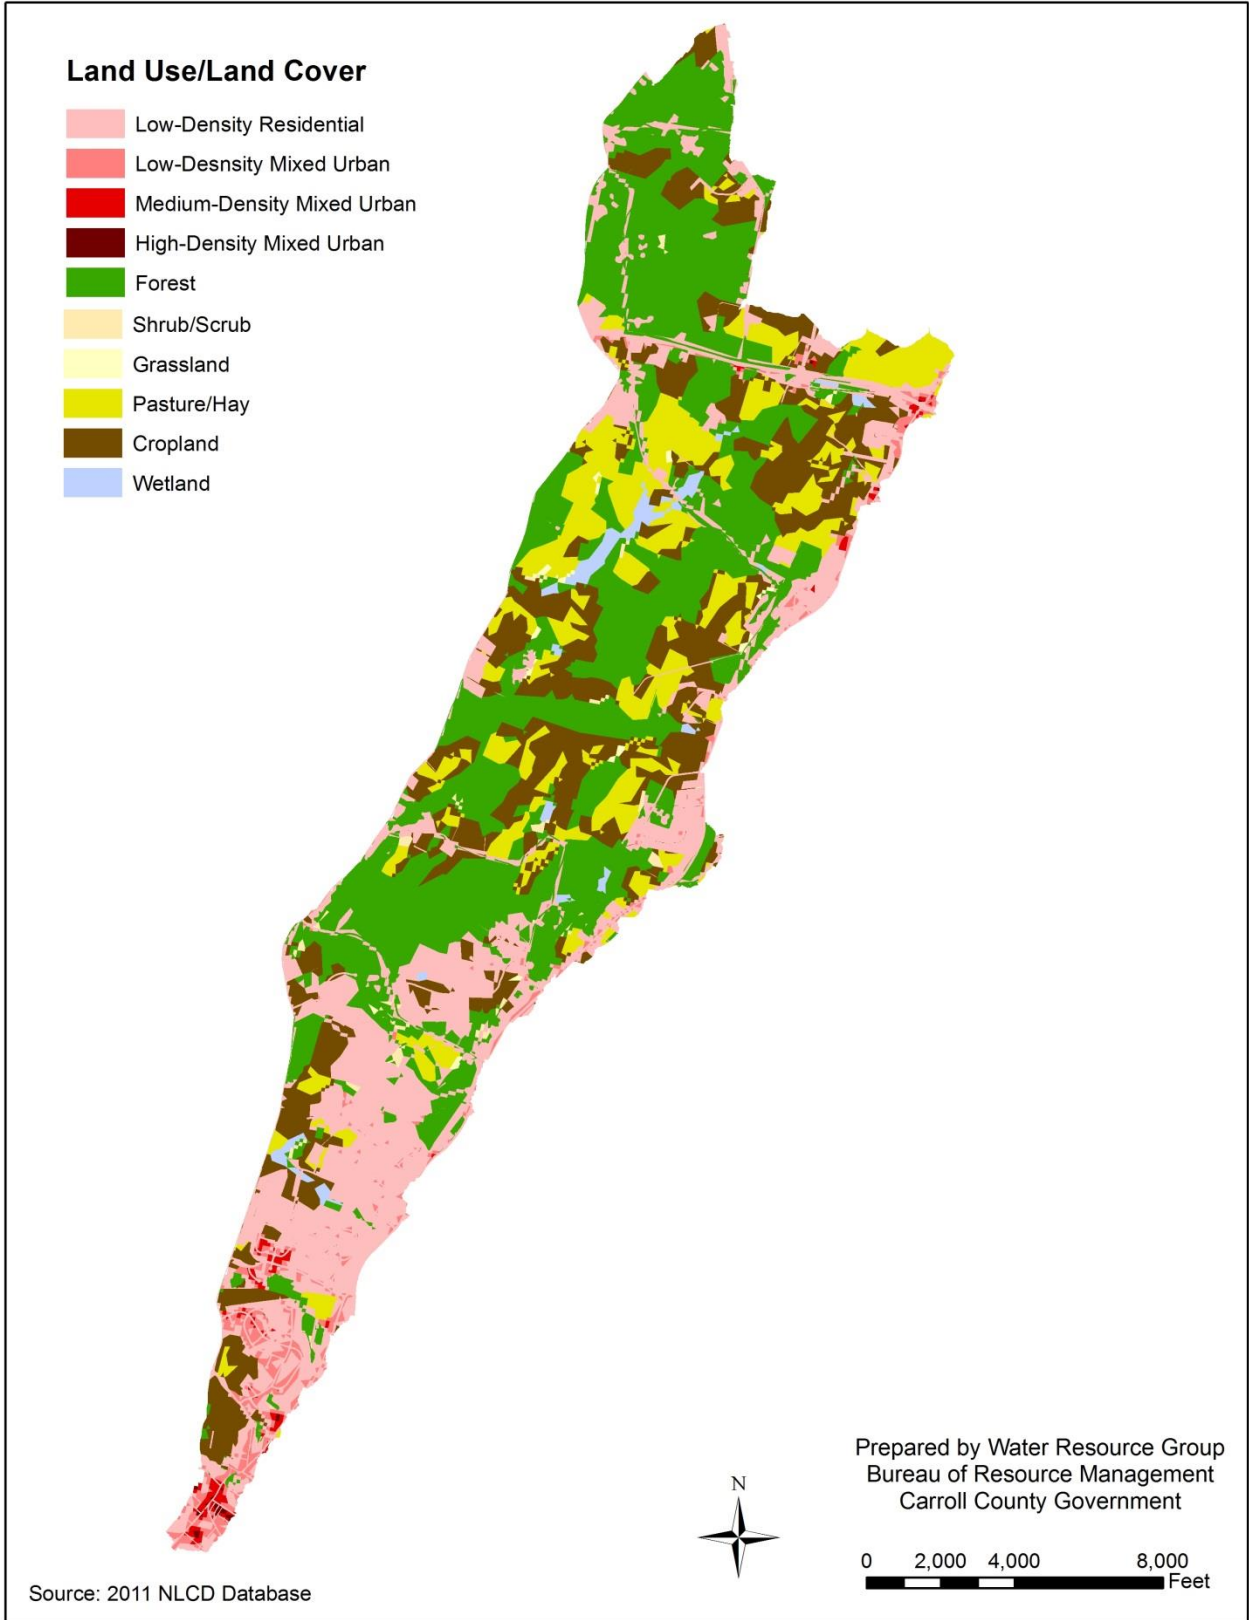 Land Use/Land Cover
Low-Density Residential
Low-Desnsity Mixed Urban
Medium-Density Mixed Urban
High-Density Mixed Urban
Forest
Shrub/Scrub
Grassland
Pasture/Hay
Cropland
Wetland
Prepared by Water Resource Group
Bureau of Resource Management
Carroll County Government
N
0 2,000 4,000 8,000
Feet
Source: 2011 NLCD Database